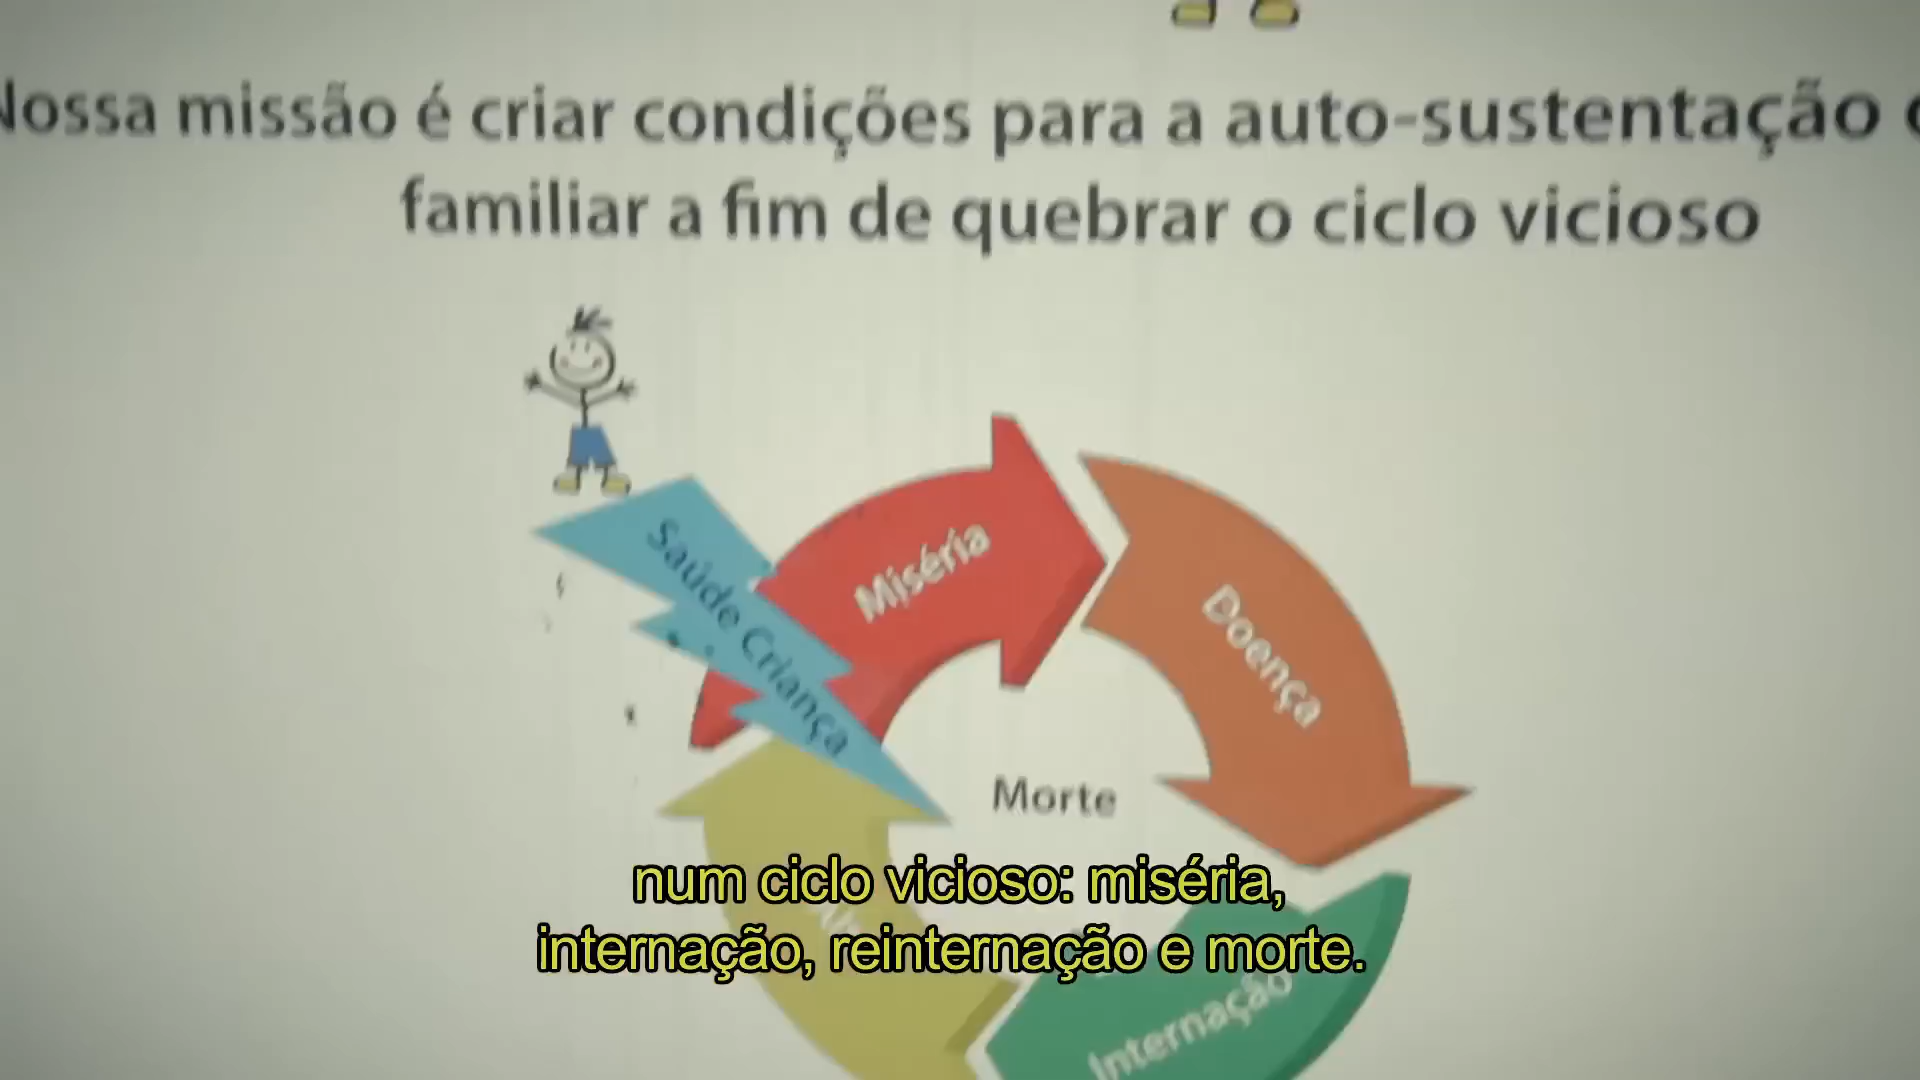 Nossa missão é criar condições para a auto-sustentação
familiar a fim de quebrar o ciclo vicioso
Saúde Criança
Miséria
Doença
Morte
Internação
num ciclo vicioso: miséria,
internação, reinternação e morte.